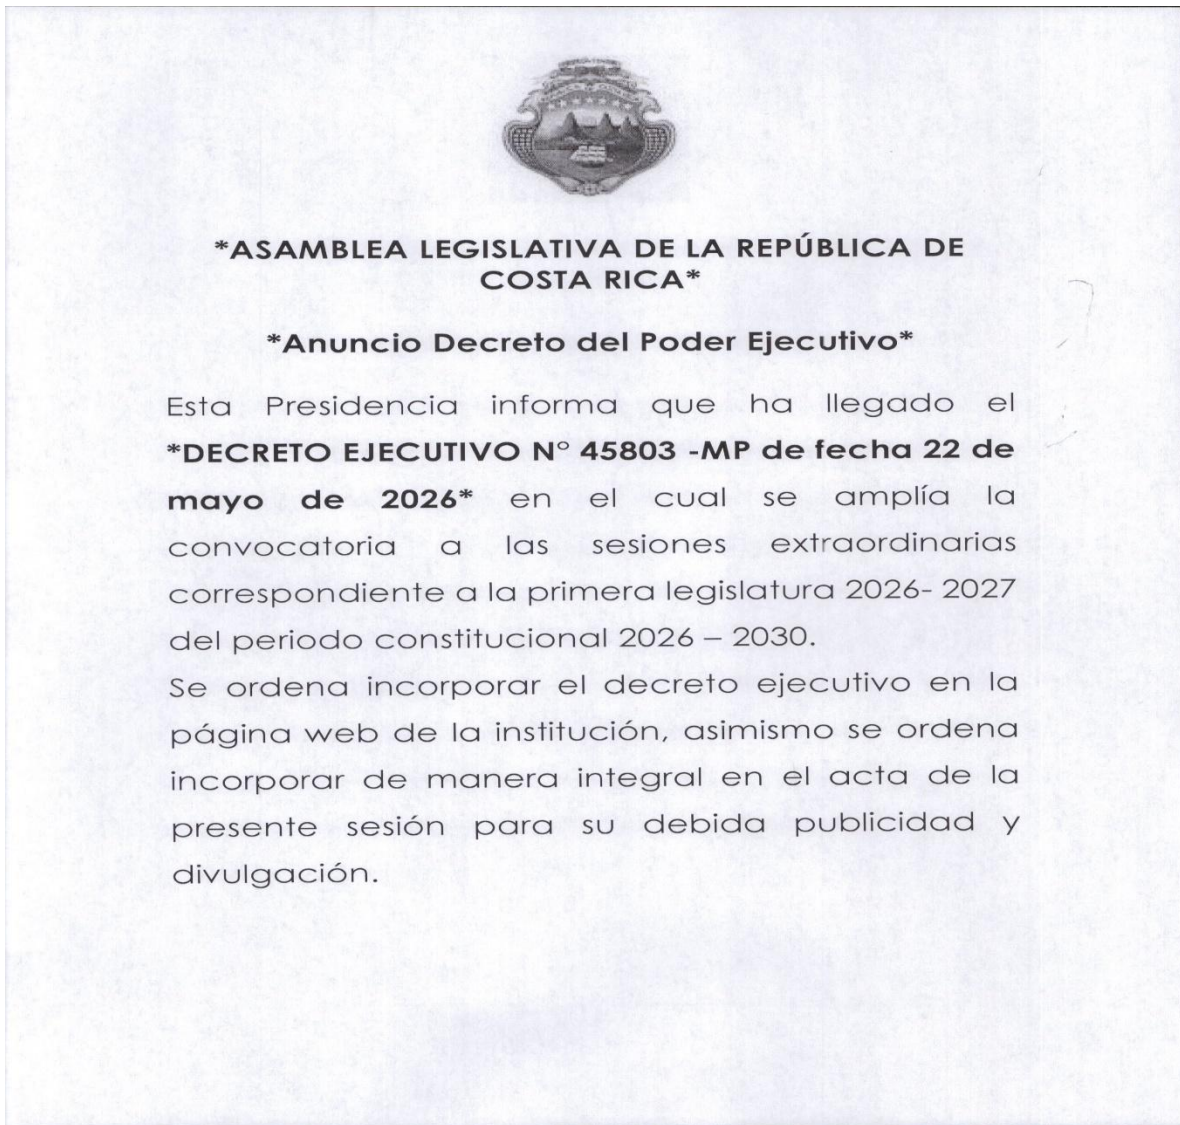 *ASAMBLEA LEGISLATIVA DE LA REPÚBLICA DE
COSTA RICA*
*Anuncio Decreto del Poder Ejecutivo*
Esta Presidencia informa que ha llegado el
*DECRETO EJECUTIVO N° 45803 -MP de fecha 22 de
mayo de 2026* en el cual se amplía la
convocatoria a las sesiones extraordinarias
correspondiente a la primera legislatura 2026- 2027
del periodo constitucional 2026 – 2030.
Se ordena incorporar el decreto ejecutivo en la
página web de la institución, asimismo se ordena
incorporar de manera integral en el acta de la
presente sesión para su debida publicidad y
divulgación.